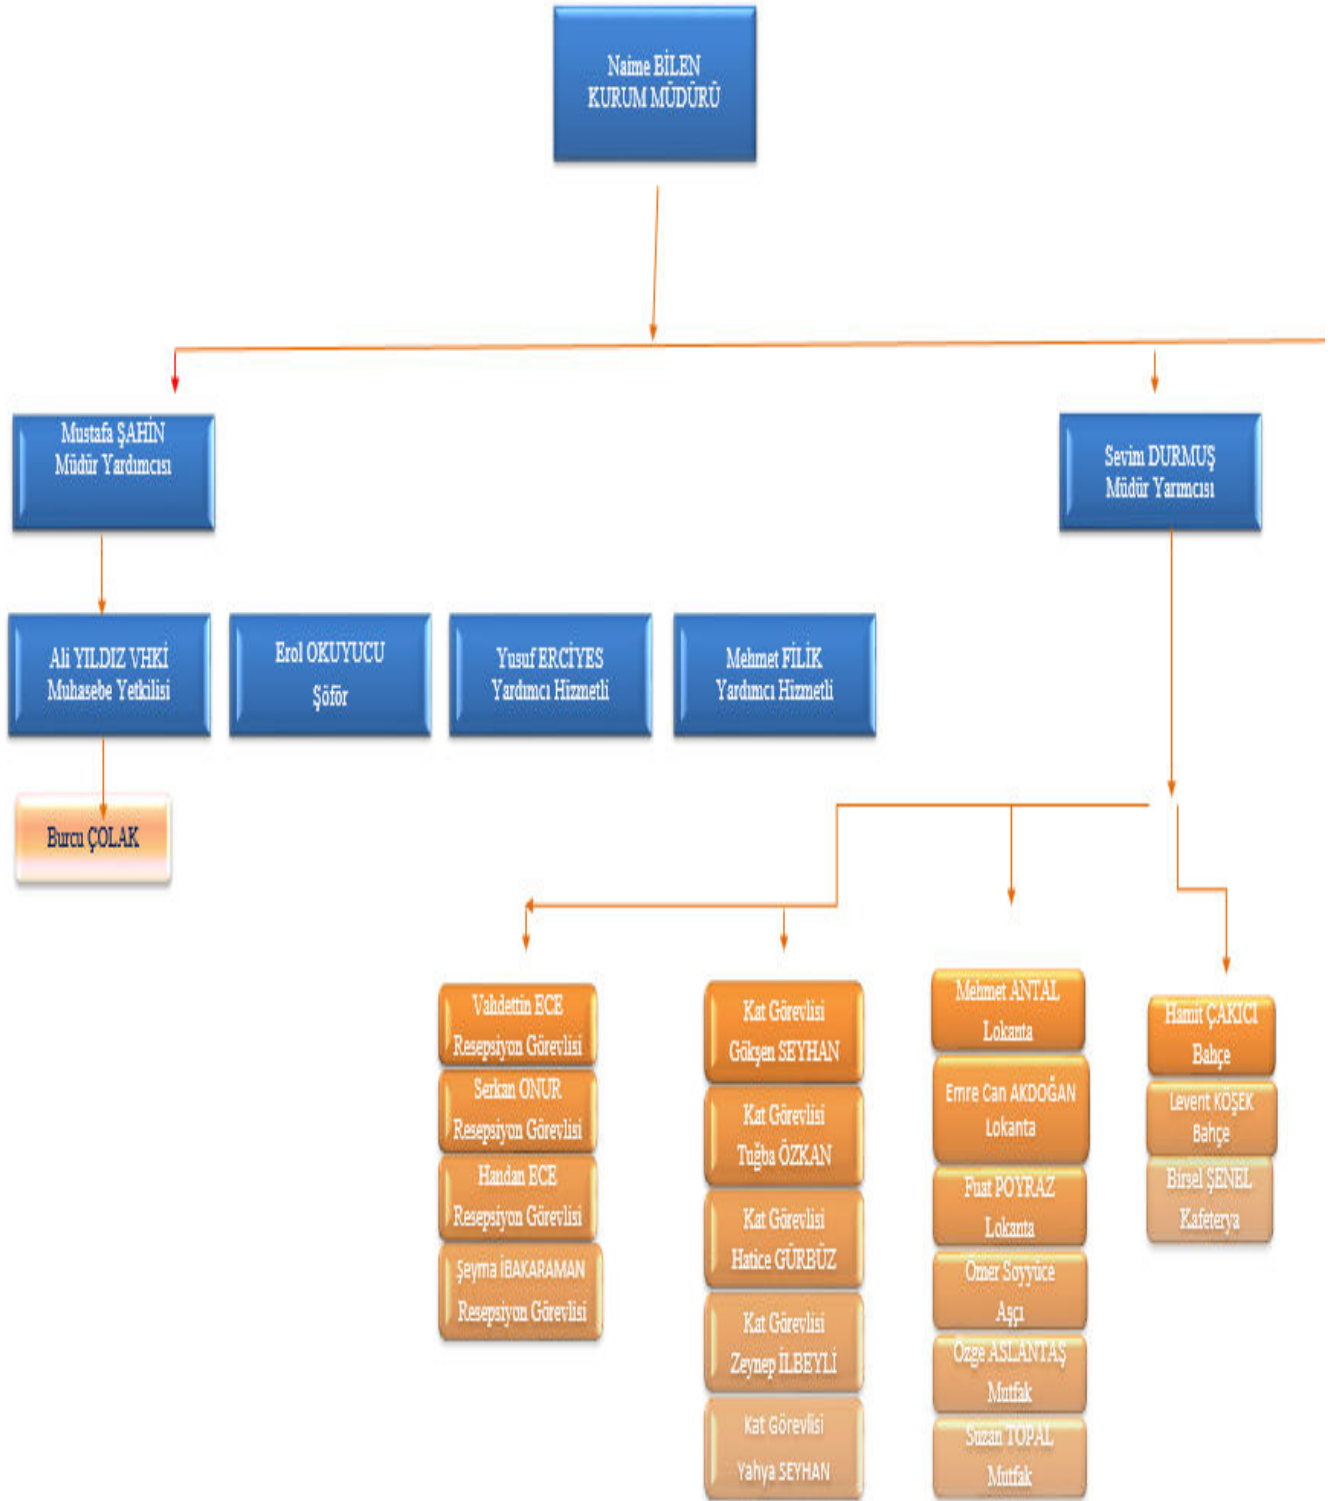 Naime BİLEN
KURUM MÜDÜRÜ
Mustafa ŞAHİN
Müdür Yardımcısı
Sevim DURMUŞ
Müdür Yarımcısı
Ali YILDIZ VHKİ
Muhasebe Yetkilisi
Erol OKUYUCU
Şöför
Yusuf ERCİYES
Yardımcı Hizmetli
Mehmet FİLİK
Yardımcı Hizmetli
Burcu ÇOLAK
Vahdettin ECE
Resepsiyon Görevlisi
Serkan ONUR
Resepsiyon Görevlisi
Handan ECE
Resepsiyon Görevlisi
Şeyma İBAKARAMAN
Resepsiyon Görevlisi
Kat Görevlisi
Gökşen SEYHAN
Kat Görevlisi
Tuğba ÖZKAN
Kat Görevlisi
Hatice GÜRBÜZ
Kat Görevlisi
Zeynep İLBEYLİ
Kat Görevlisi
Yahya SEYHAN
Mehmet ANTAL
Lokanta
Emre Can AKDOĞAN
Lokanta
Fuat POYRAZ
Lokanta
Ömer Soyyüce
Aşçı
Özge ASLANTAŞ
Mutfak
Suzan TOPAL
Mutfak
Hamit ÇAKICI
Bahçe
Levent KÖŞEK
Bahçe
Birsel ŞENEL
Kafeterya